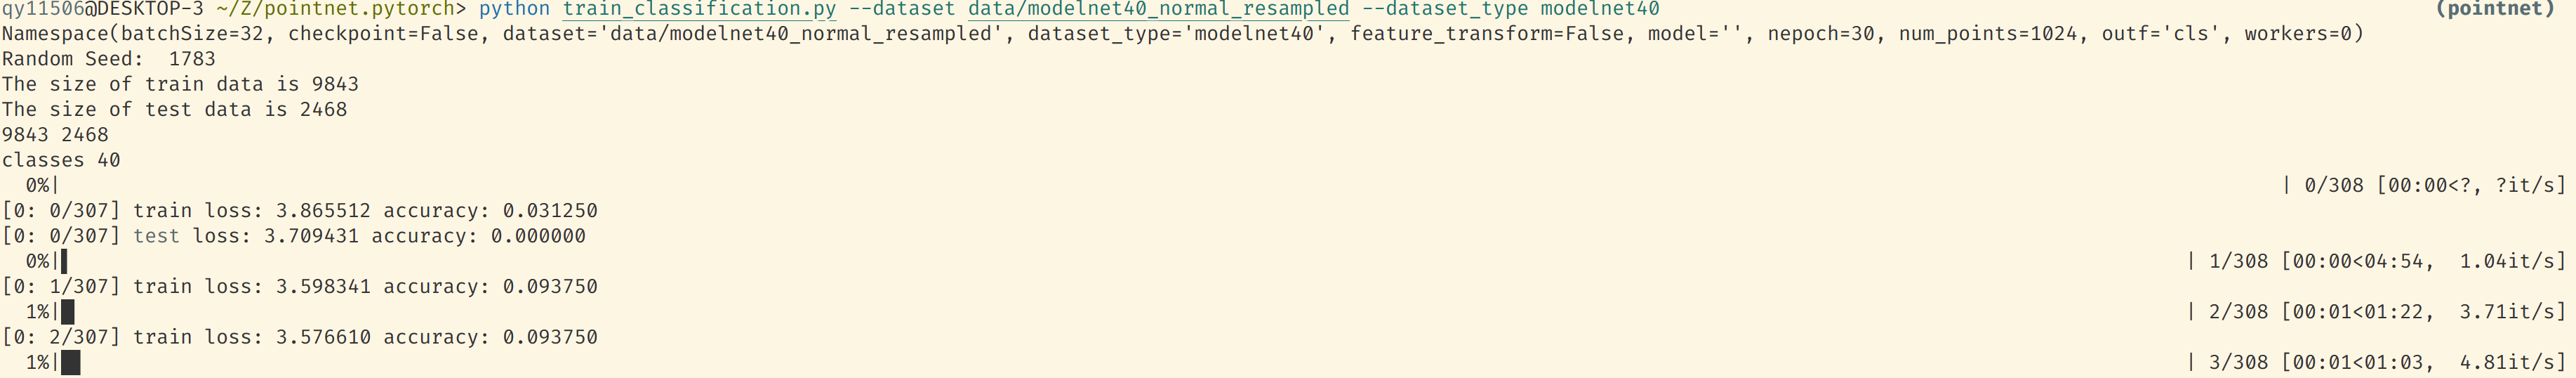 qy11506@DESKTOP-3 ~/Z/pointnet.pytorch> python train_classification.py --dataset data/modelnet40_normal_resampled --dataset_type modelnet40 (pointnet)
Namespace(batchSize=32, checkpoint=False, dataset='data/modelnet40_normal_resampled', dataset_type='modelnet40', feature_transform=False, model='', nepoch=30, num_points=1024, outf='cls', workers=0)
Random Seed:  1783
The size of train data is 9843
The size of test data is 2468
9843 2468
classes 40
  0%| | 0/308 [00:00<?, ?it/s]
[0: 0/307] train loss: 3.865512 accuracy: 0.031250
[0: 0/307] test loss: 3.709431 accuracy: 0.000000
  0%| | 1/308 [00:00<04:54,  1.04it/s]
[0: 1/307] train loss: 3.598341 accuracy: 0.093750
  1%| | 2/308 [00:01<01:22,  3.71it/s]
[0: 2/307] train loss: 3.576610 accuracy: 0.093750
  1%| | 3/308 [00:01<01:03,  4.81it/s]